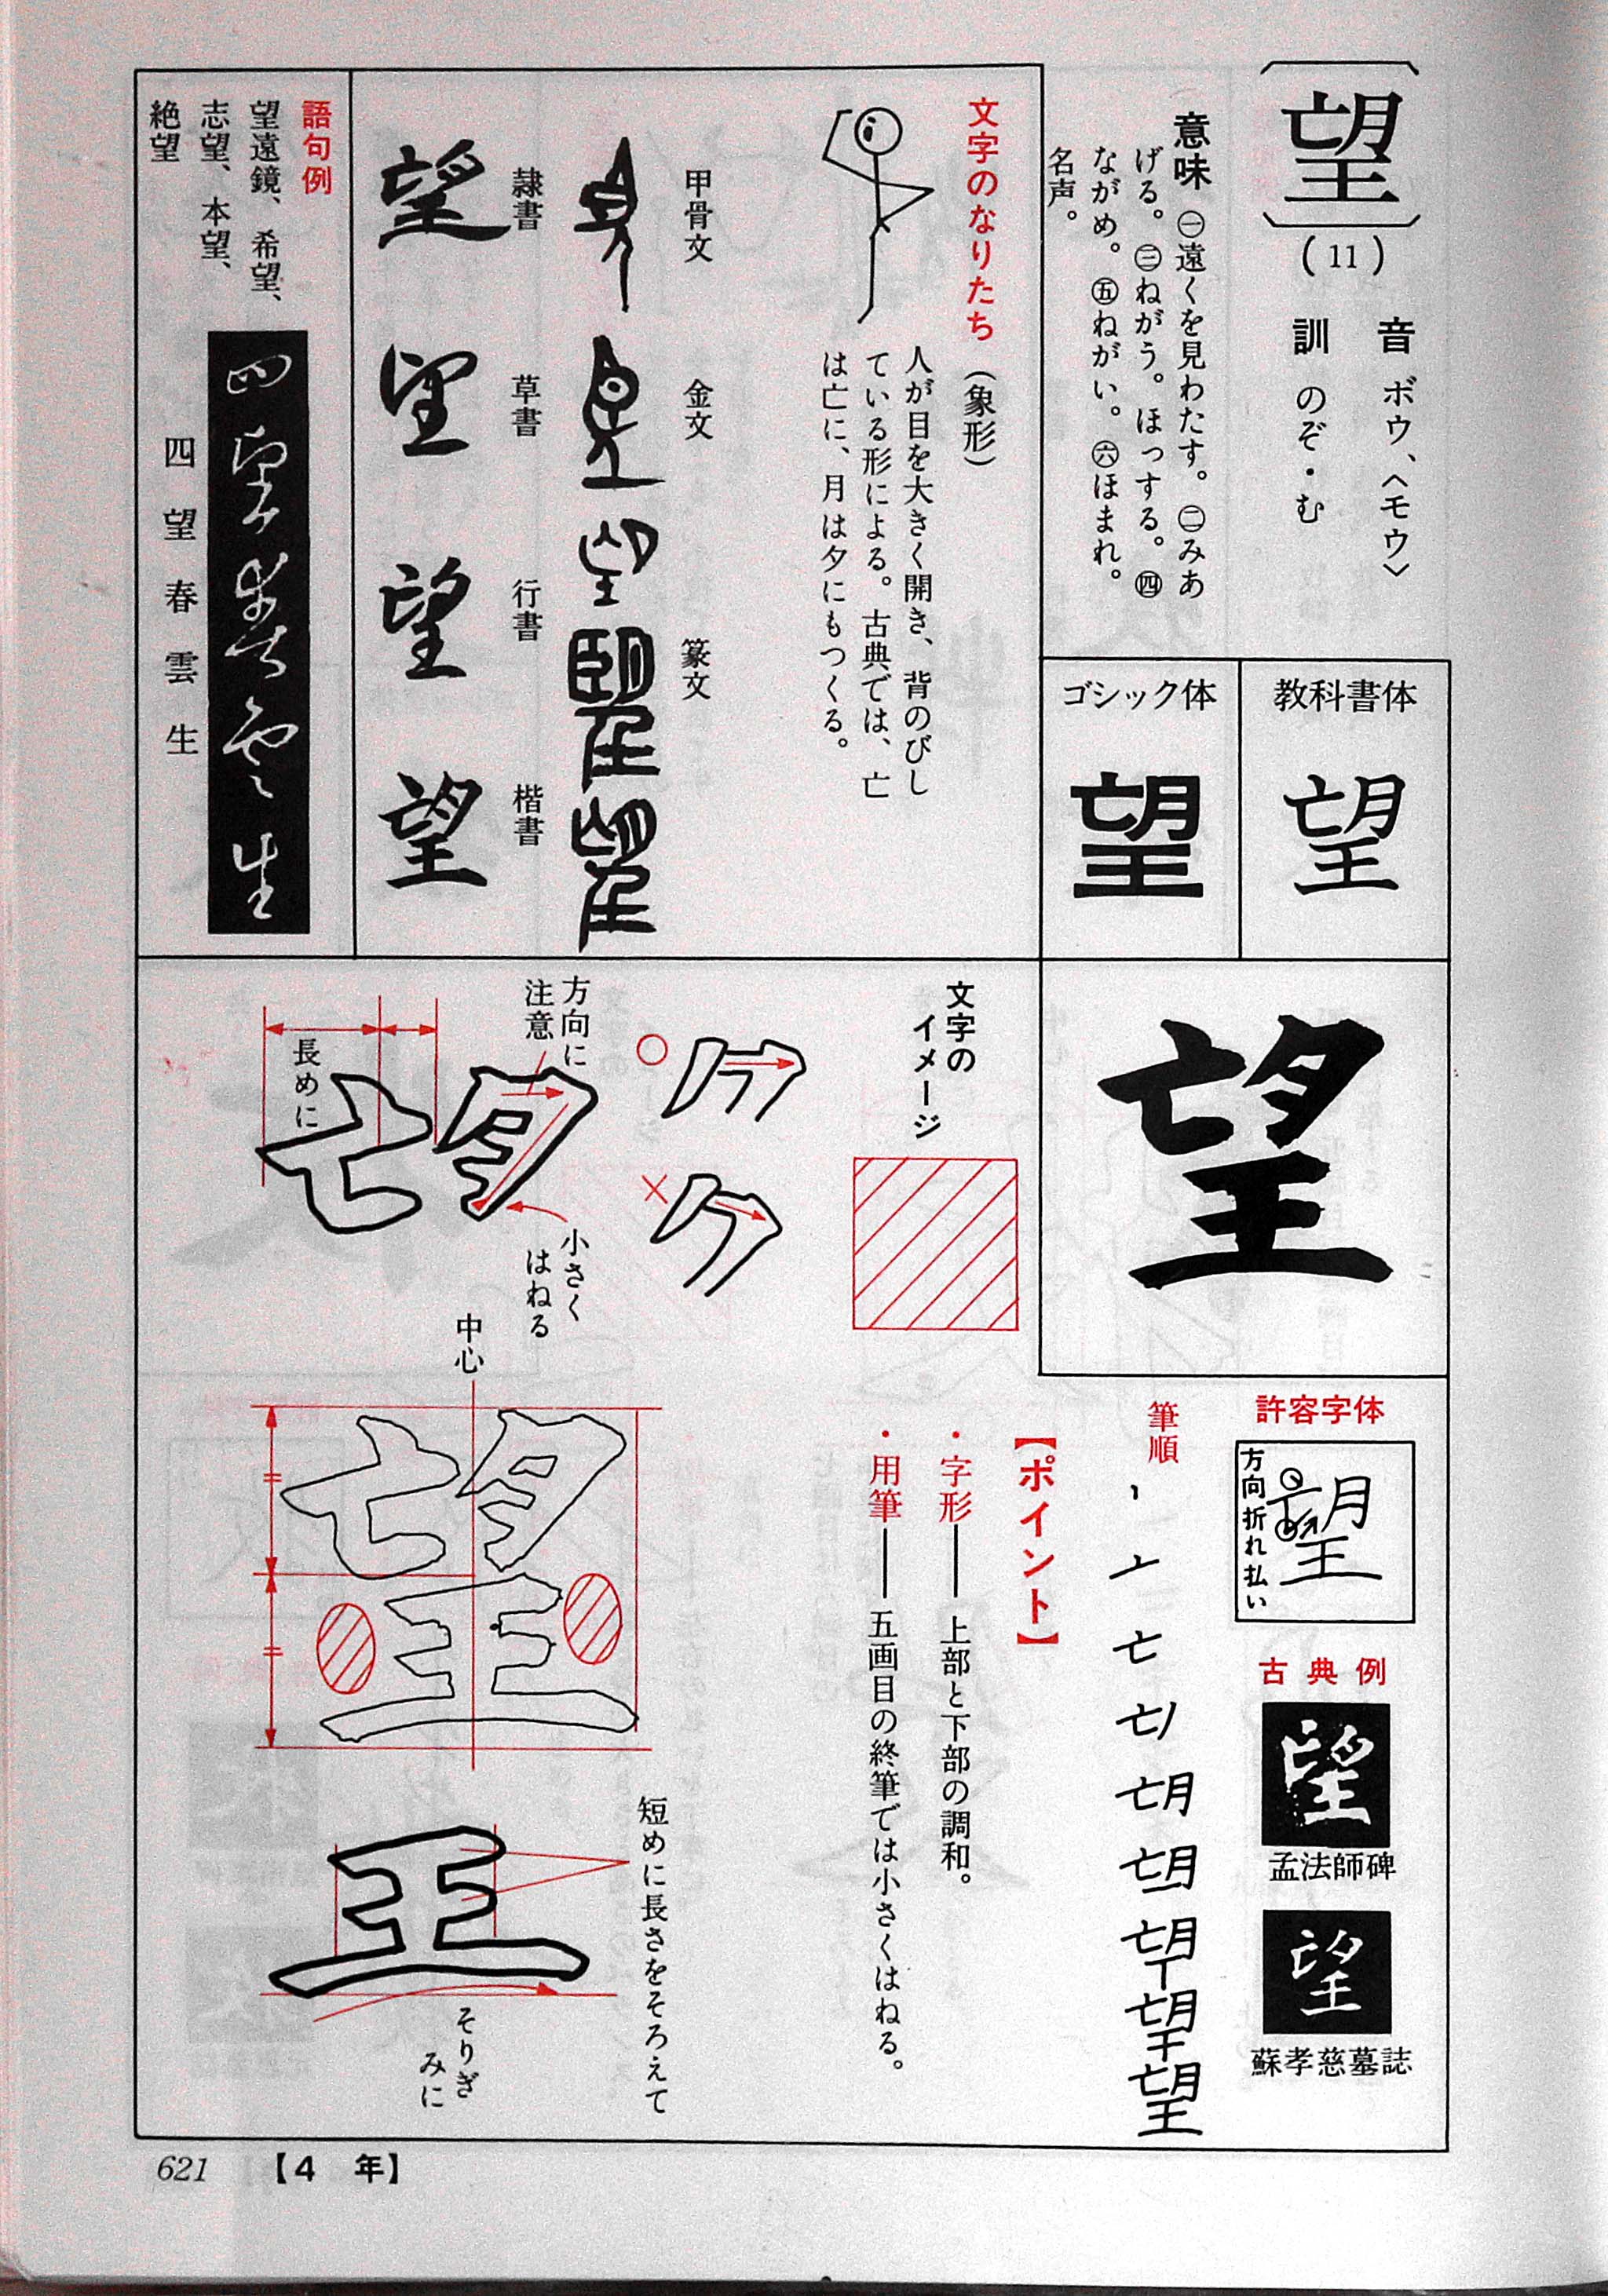 望
(11)
音 ボウ、〈モウ〉
訓 のぞ・む
意味 ㊀遠くを見わたす。㊁みあ
げる。㊂ねがう。ほっする。㊃
ながめ。㊄ねがい。㊅ほまれ。
名声。
教科書体
望
ゴシック体
望
文字のなりたち（象形）
人が目を大きく開き、背のびし
ている形による。古典では、亡
は亡に、月は夕にもつくる。
甲骨文
金文
篆文
隷書
望
草書
望
行書
望
楷書
望
語句例
望遠鏡、希望、
志望、本望、
絶望
四望春雲生
四望春雲生
望
文字の
イメージ
○
×
方向に
注意
長めに
小さく
はねる
中心
許容字体
望
方向折れ払い
古典例
望
孟法師碑
望
蘇孝慈墓誌
筆順
【ポイント】
・字形――上部と下部の調和。
・用筆――五画目の終筆では小さくはねる。
短めに長さをそろえて
そりぎ
みに
621 【4 年】